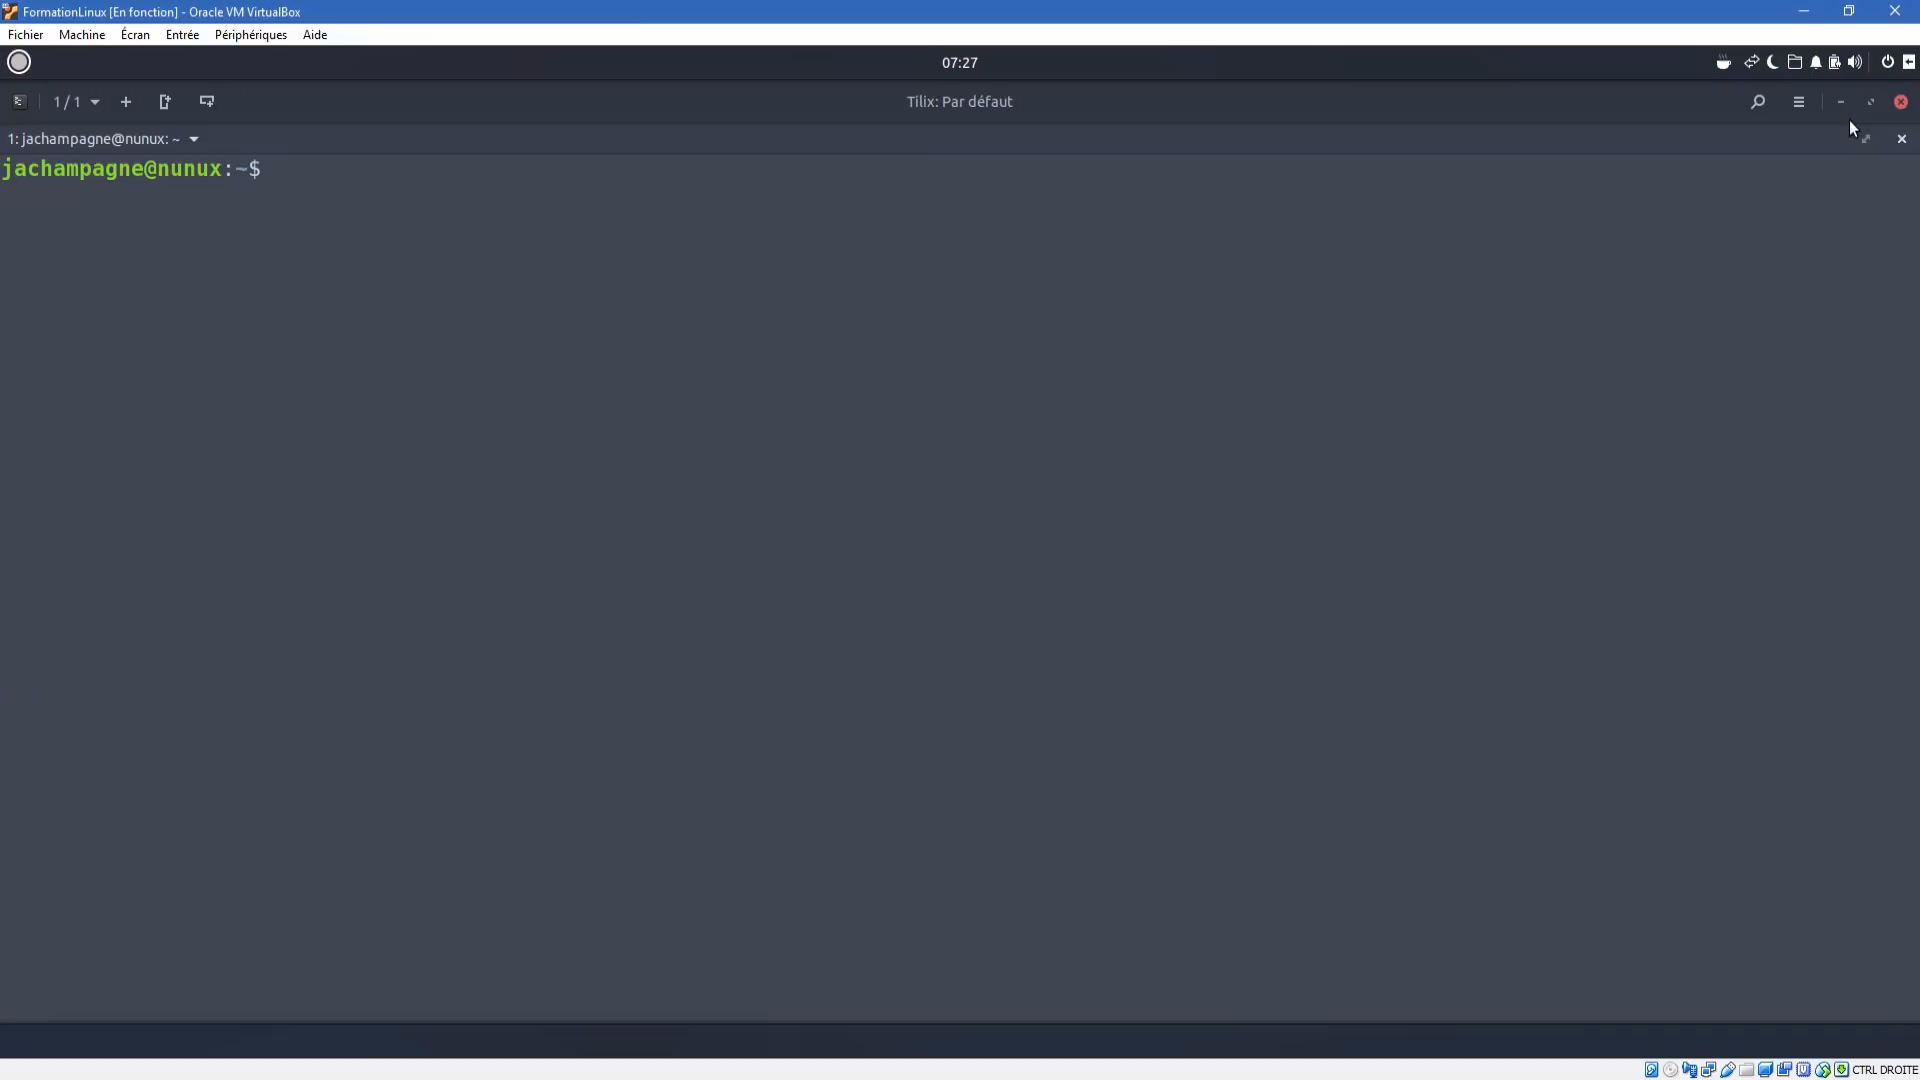 FormationLinux [En fonction] - Oracle VM VirtualBox
Fichier Machine Écran Entrée Périphériques Aide
07:27
1 / 1
Tilix: Par défaut
1: jachampagne@nunux: ~
jachampagne@nunux:~$
CTRL DROITE